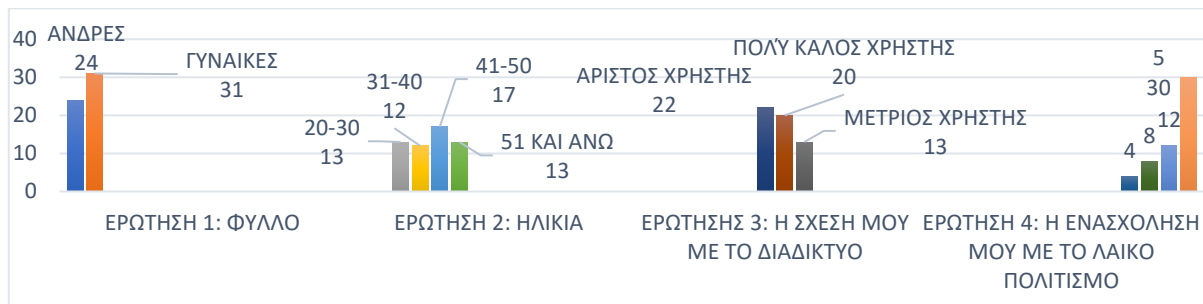 40
30
20
10
0
ΑΝΔΡΕΣ
24
ΓΥΝΑΙΚΕΣ
31
20-30
13
31-40
12
41-50
17
51 ΚΑΙ ΑΝΩ
13
ΑΡΙΣΤΟΣ ΧΡΗΣΤΗΣ
22
ΠΟΛΎ ΚΑΛΟΣ ΧΡΗΣΤΗΣ
20
ΜΕΤΡΙΟΣ ΧΡΗΣΤΗΣ
13
4
8
12
5
30
ΕΡΩΤΗΣΗ 1: ΦΥΛΛΟ
ΕΡΩΤΗΣΗ 2: ΗΛΙΚΙΑ
ΕΡΩΤΗΣΗΣ 3: Η ΣΧΕΣΗ ΜΟΥ
ΜΕ ΤΟ ΔΙΑΔΙΚΤΥΟ
ΕΡΩΤΗΣΗ 4: Η ΕΝΑΣΧΟΛΗΣΗ
ΜΟΥ ΜΕ ΤΟ ΛΑΙΚΟ
ΠΟΛΙΤΙΣΜΟ